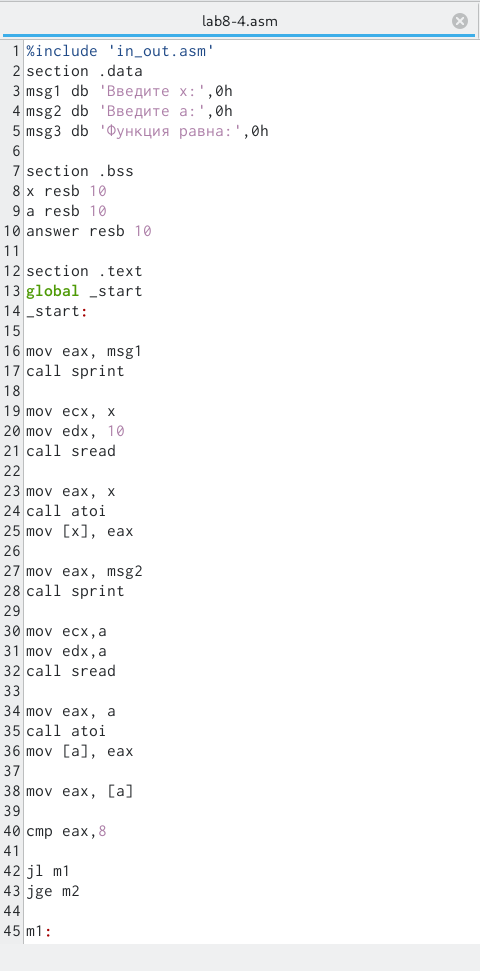 lab8-4.asm
1 %include 'in_out.asm'
2 section .data
3 msg1 db 'Введите x:',0h
4 msg2 db 'Введите a:',0h
5 msg3 db 'Функция равна:',0h
6
7 section .bss
8 x resb 10
9 a resb 10
10 answer resb 10
11
12 section .text
13 global _start
14 _start:
15
16 mov eax, msg1
17 call sprint
18
19 mov ecx, x
20 mov edx, 10
21 call sread
22
23 mov eax, x
24 call atoi
25 mov [x], eax
26
27 mov eax, msg2
28 call sprint
29
30 mov ecx,a
31 mov edx,a
32 call sread
33
34 mov eax, a
35 call atoi
36 mov [a], eax
37
38 mov eax, [a]
39
40 cmp eax,8
41
42 jl m1
43 jge m2
44
45 m1: